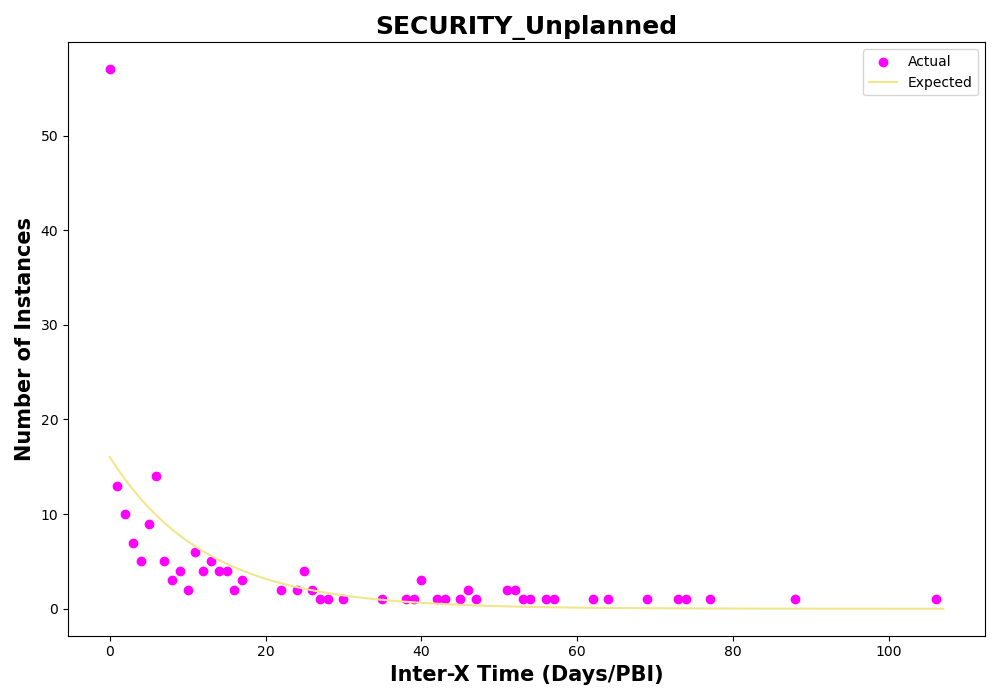 SECURITY_Unplanned
Actual
Expected
Number of Instances
50
40
30
20
10
0
0
20
40
60
80
100
Inter-X Time (Days/PBI)